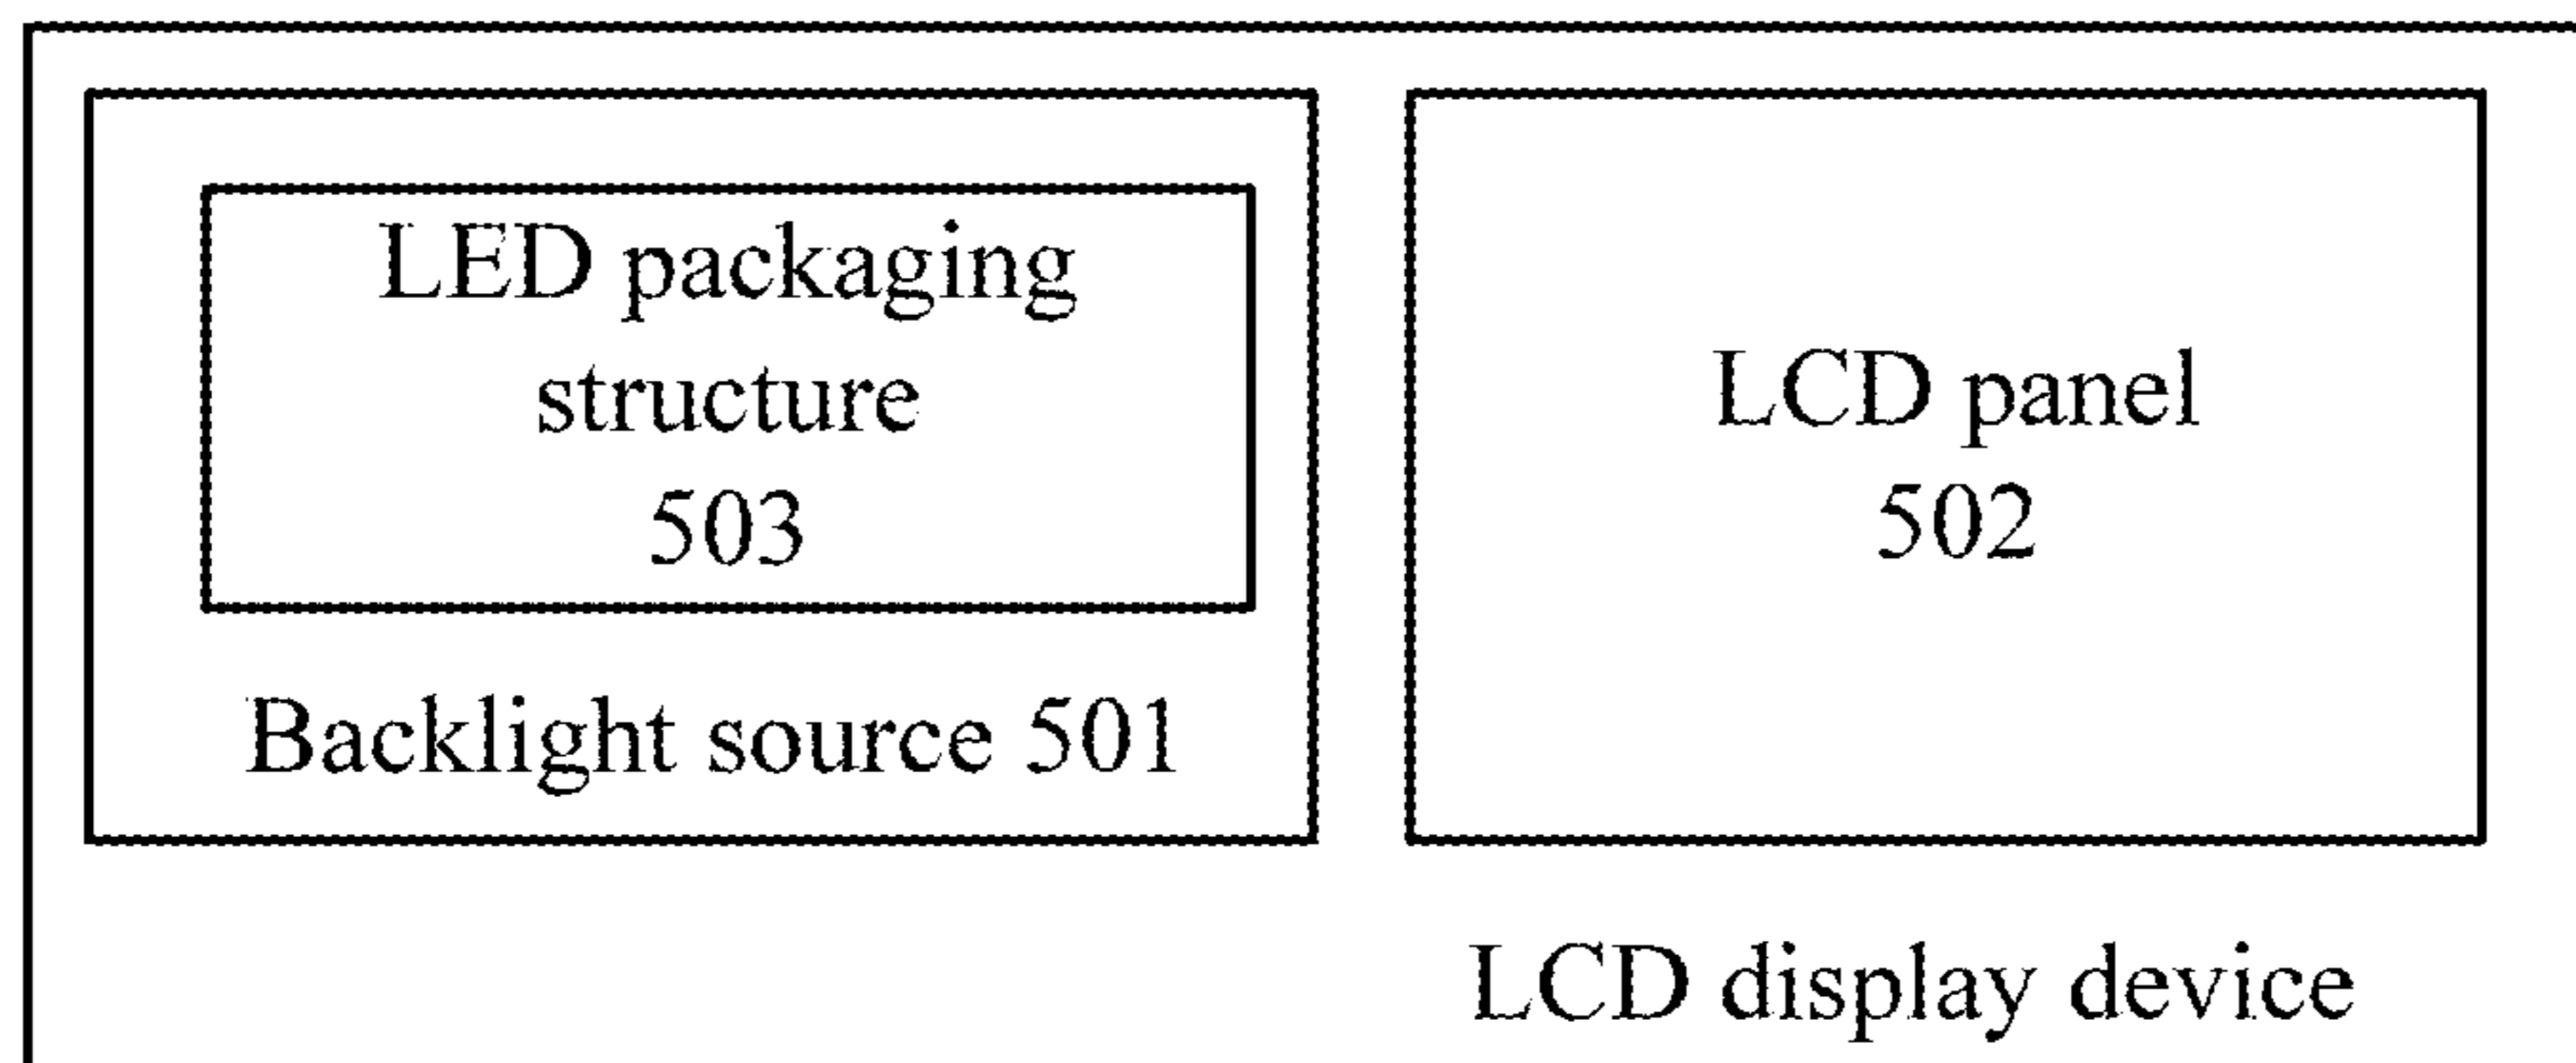 LED packaging
structure
503
Backlight source 501
LCD panel
502
LCD display device